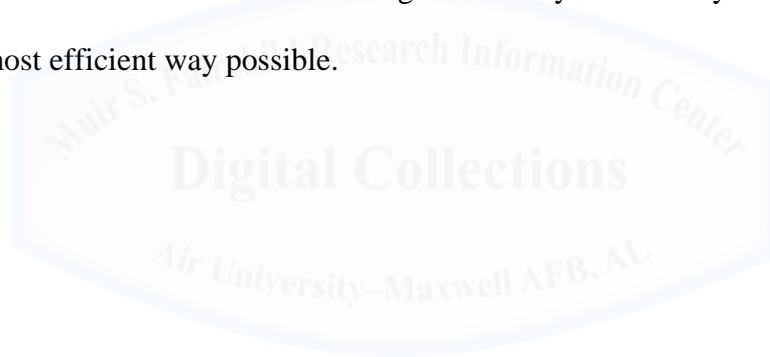 most efficient way possible.
Muir S. Fairchild Research Information Center
Digital Collections
Air University–Maxwell AFB, AL